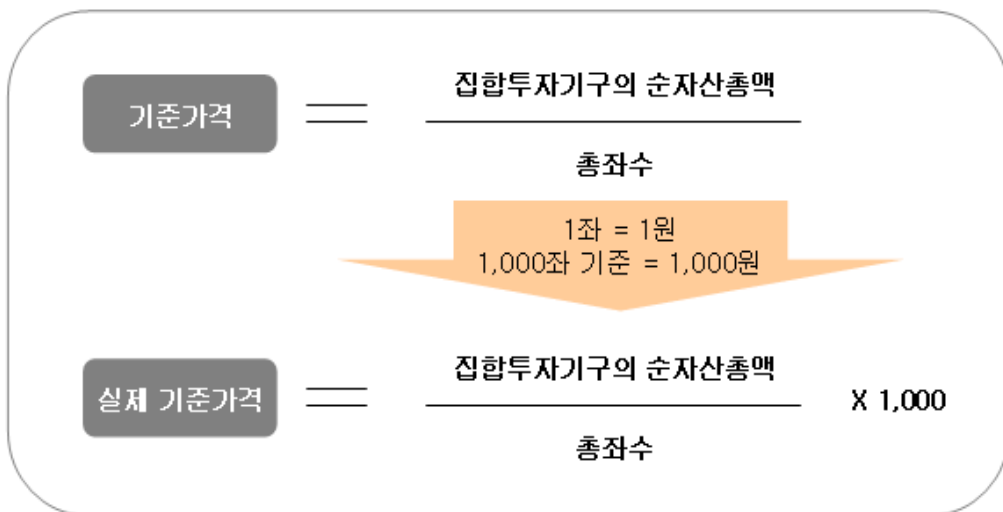 집합투자기구의 순자산총액
기준가격
총좌수
1좌 = 1원
1,000좌 기준 = 1,000원
집합투자기구의 순자산총액
실제 기준가격
X 1,000
총좌수